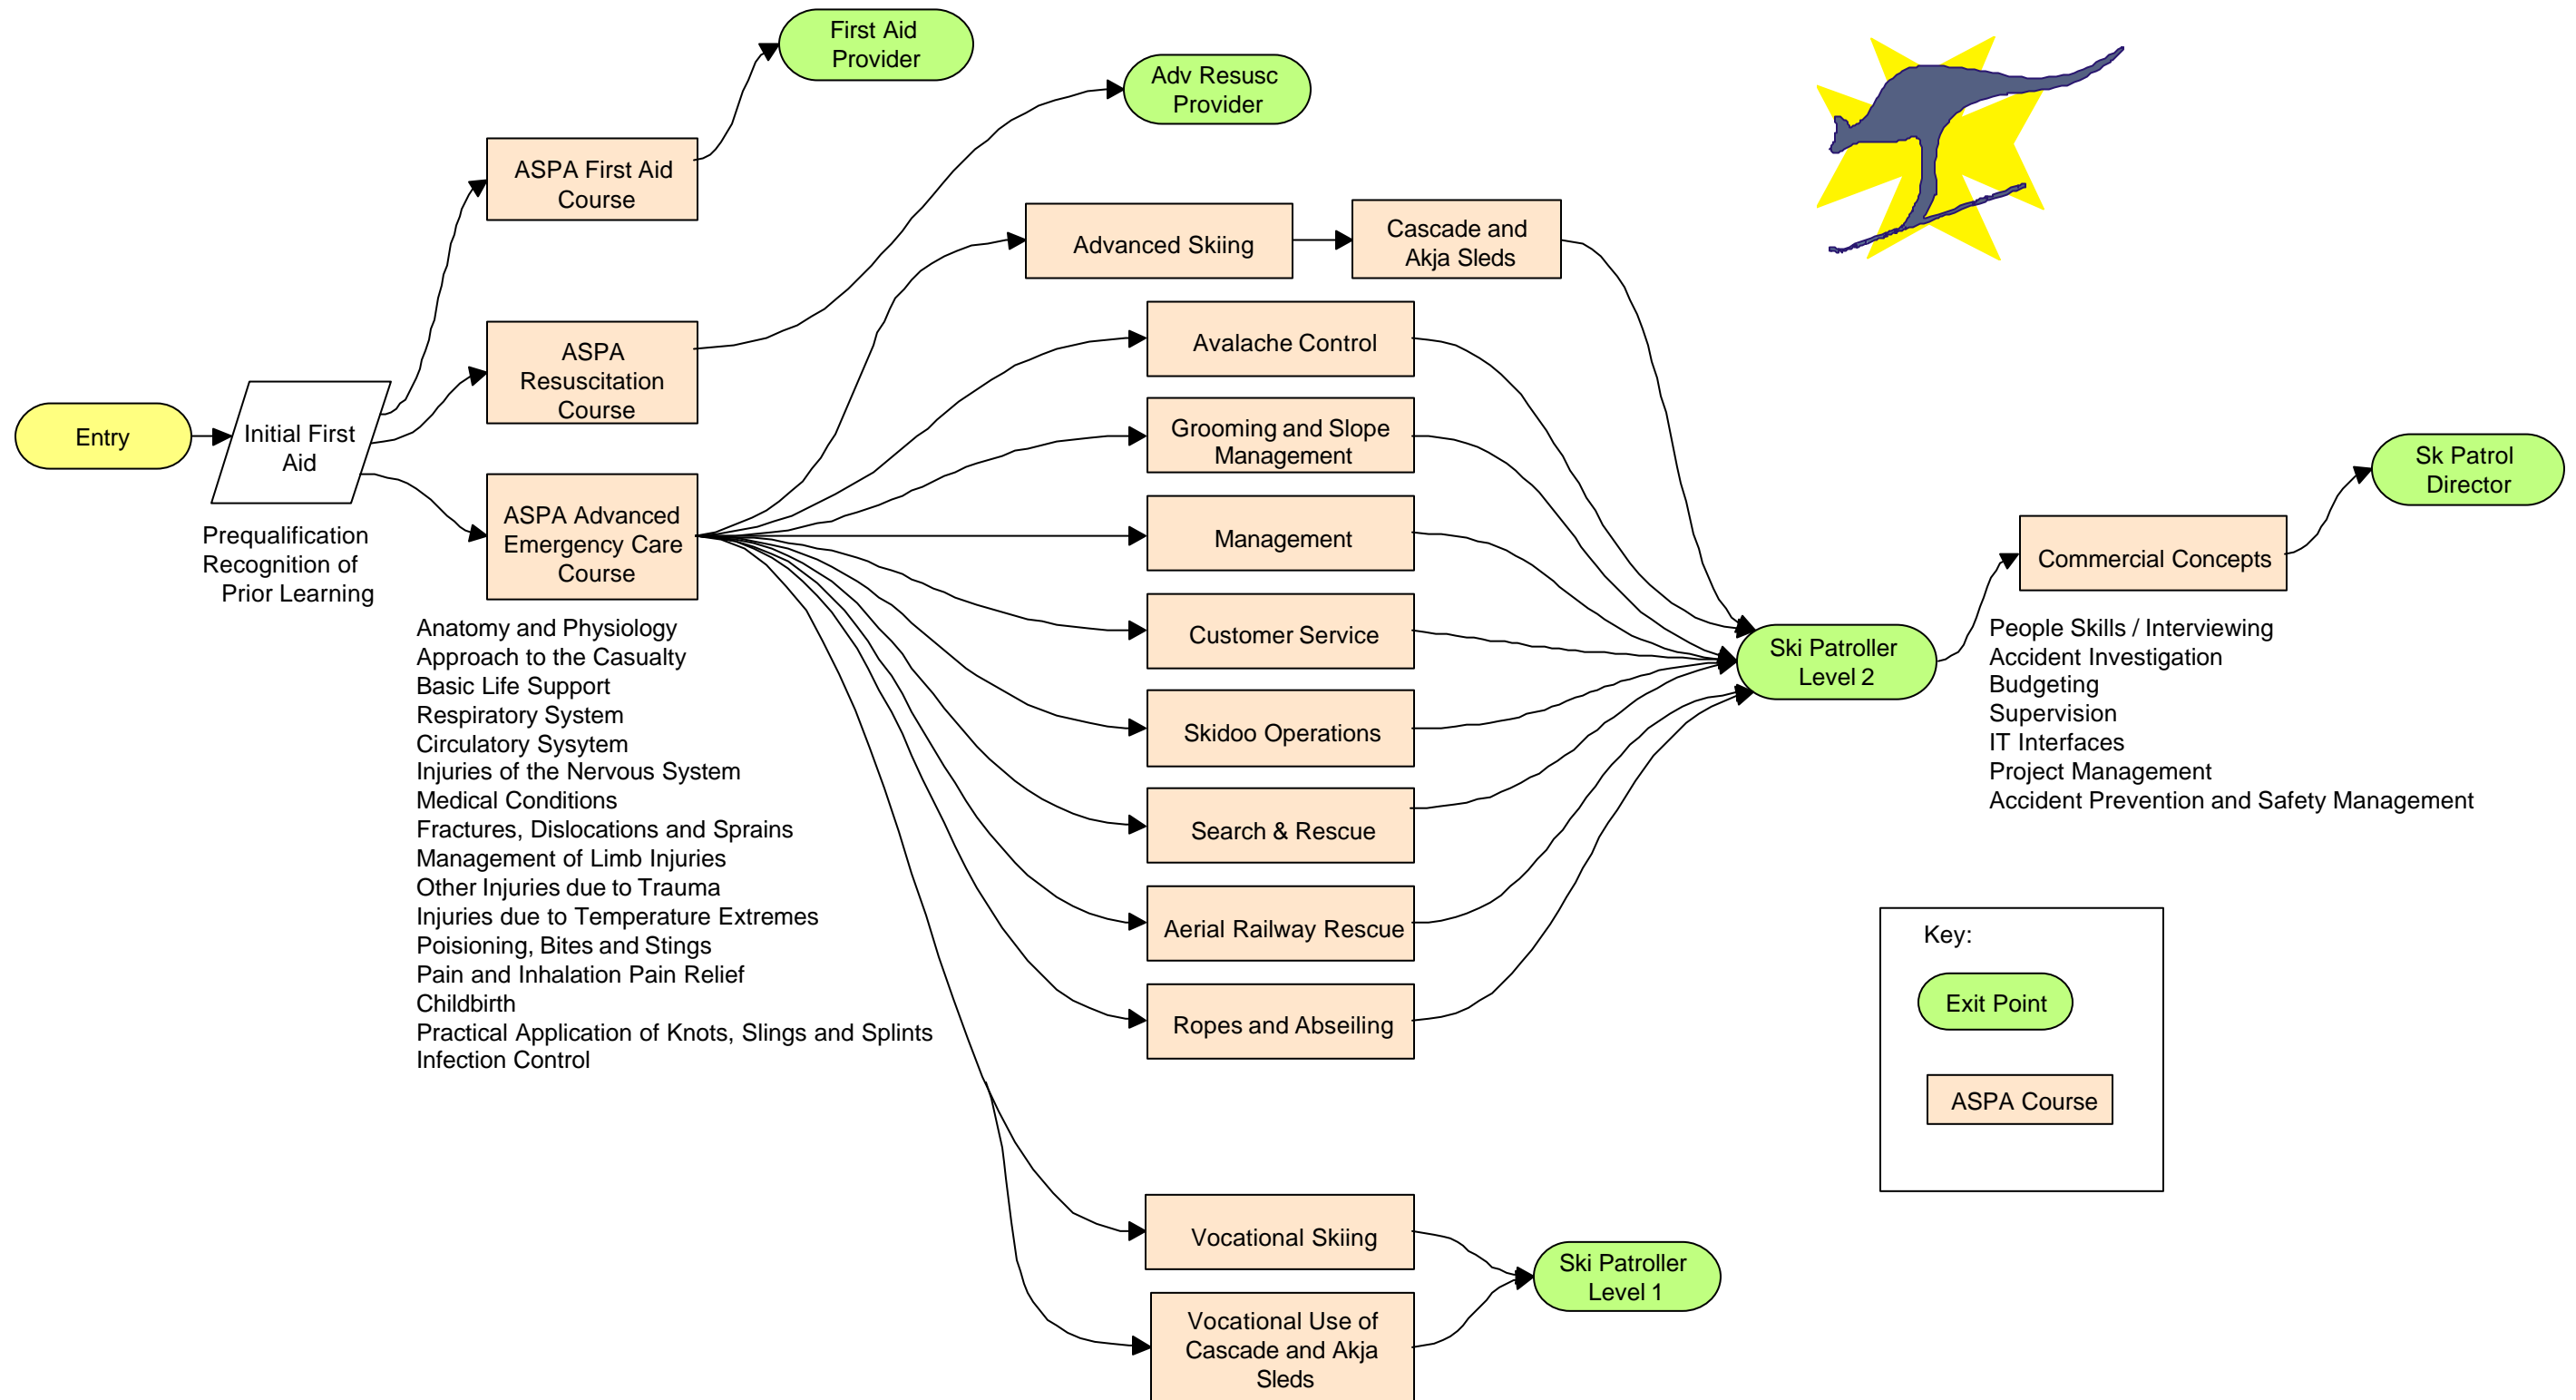 First Aid
Provider
Adv Resusc
Provider
ASPA First Aid
Course
Advanced Skiing
Cascade and
Akja Sleds
ASPA
Resuscitation
Course
Avalache Control
Entry
Initial First
Aid
Grooming and Slope
Management
Sk Patrol
Director
Prequalification
Recognition of
Prior Learning
ASPA Advanced
Emergency Care
Course
Management
Commercial Concepts
Anatomy and Physiology
Approach to the Casualty
Basic Life Support
Respiratory System
Circulatory Sysytem
Injuries of the Nervous System
Medical Conditions
Fractures, Dislocations and Sprains
Management of Limb Injuries
Other Injuries due to Trauma
Injuries due to Temperature Extremes
Poisioning, Bites and Stings
Pain and Inhalation Pain Relief
Childbirth
Practical Application of Knots, Slings and Splints
Infection Control
Customer Service
Skidoo Operations
Search & Rescue
Aerial Railway Rescue
Ropes and Abseiling
Ski Patroller
Level 2
People Skills / Interviewing
Accident Investigation
Budgeting
Supervision
IT Interfaces
Project Management
Accident Prevention and Safety Management
Key:
Exit Point
ASPA Course
Vocational Skiing
Ski Patroller
Level 1
Vocational Use of
Cascade and Akja
Sleds